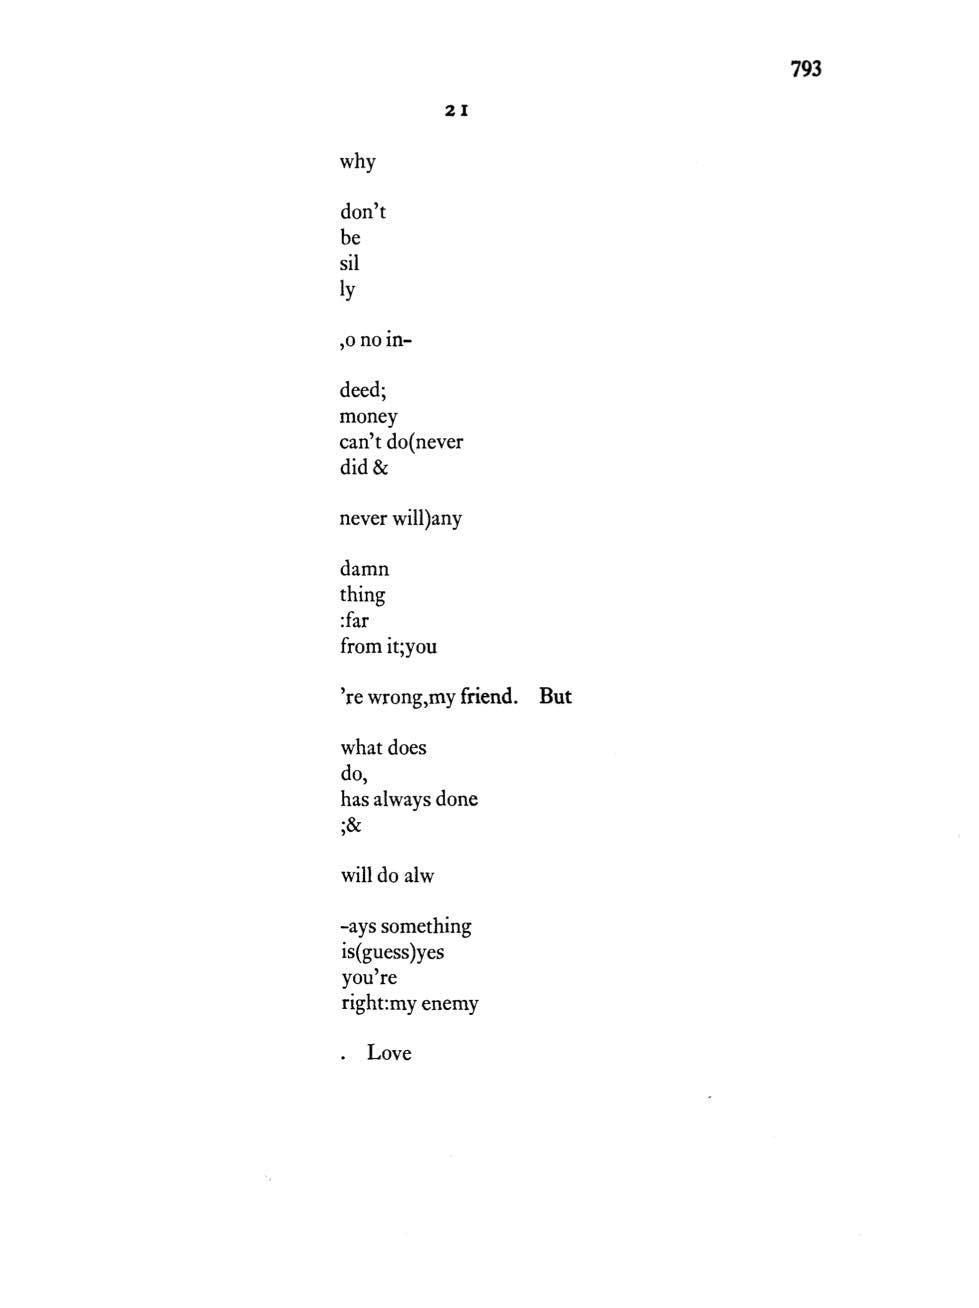 793
21
why
don't
be
sil
ly
,o no in-
deed;
money
can't do(never
did &
never will)any
damn
thing
:far
from it;you
're wrong,my friend.  But
what does
do,
has always done
;&
will do alw
-ays something
is(guess)yes
you're
right:my enemy
.  Love